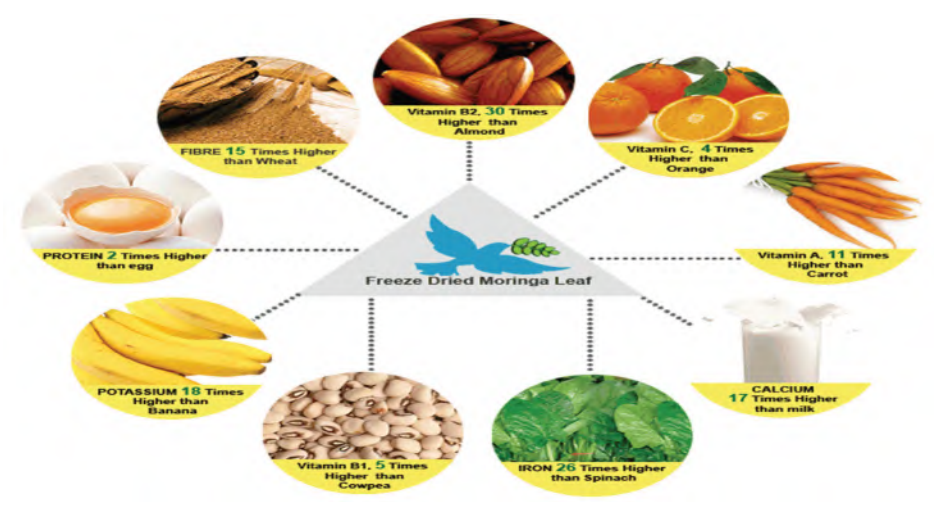 Vitamin B2, 30 Times
Higher than
Almond
FIBRE 15 Times Higher
than Wheat
Vitamin C, 4 Times
Higher than
Orange
PROTEIN 2 Times Higher
than egg
Freeze Dried Moringa Leaf
Vitamin A, 11 Times
Higher than
Carrot
POTASSIUM 18 Times
Higher than
Banana
CALCIUM
17 Times Higher
than milk
Vitamin B1, 5 Times
Higher than
Cowpea
IRON 26 Times Higher
than Spinach